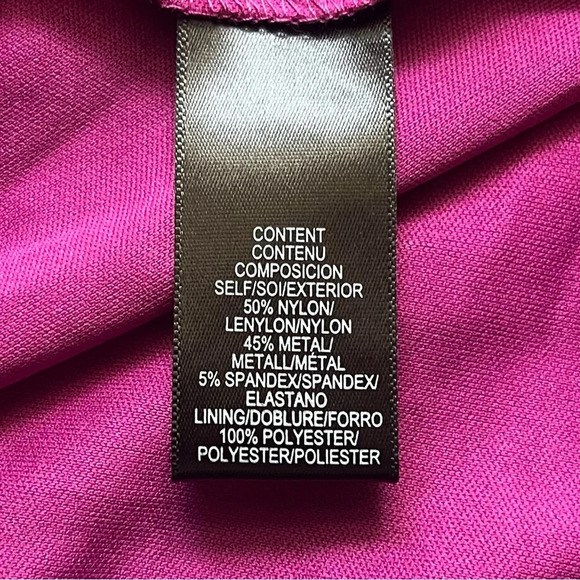 CONTENT
CONTENU
COMPOSICION
SELF/SOI/EXTERIOR
50% NYLON/
LENYLON/NYLON
45% METAL/
METALL/MÉTAL
5% SPANDEX/SPANDEX/
ELASTANO
LINING/DOBLURE/FORRO
100% POLYESTER/
POLYESTER/POLIESTER